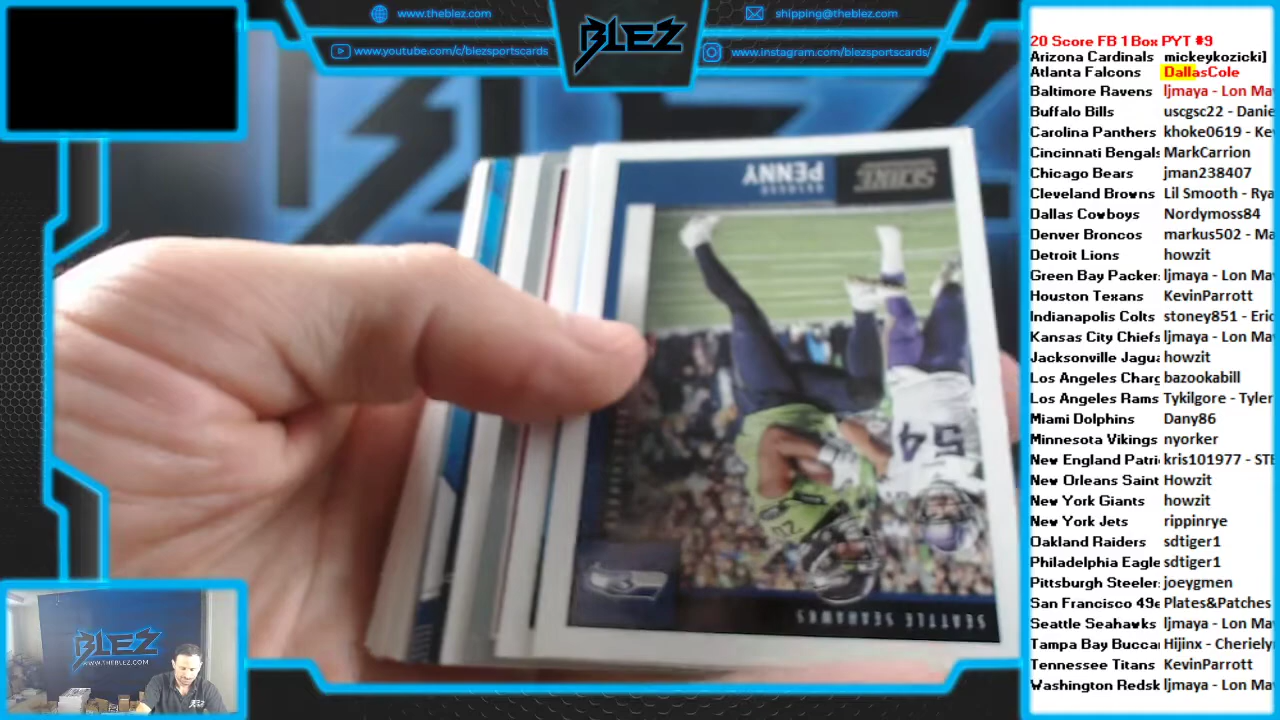 www.theblez.com
www.youtube.com/c/blezsportscards
BLEZ
shipping@theblez.com
www.instagram.com/blezsportscards/
20 Score FB 1 Box PYT #9
Arizona Cardinals mickeykozicki]
Atlanta Falcons DallasCole
Baltimore Ravens ljmaya - Lon Ma
Buffalo Bills uscgsc22 - Danie
Carolina Panthers khoke0619 - Ke
Cincinnati Bengals MarkCarrion
Chicago Bears jman238407
Cleveland Browns Lil Smooth - Rya
Dallas Cowboys Nordymoss84
Denver Broncos markus502 - Ma
Detroit Lions howzit
Green Bay Packer ljmaya - Lon Ma
Houston Texans KevinParrott
Indianapolis Colts stoney851 - Eric
Kansas City Chiefs ljmaya - Lon Ma
Jacksonville Jagua howzit
Los Angeles Charg bazookabill
Los Angeles Rams Tykilgore - Tyler
Miami Dolphins Dany86
Minnesota Vikings nyorker
New England Patri kris101977 - STE
New Orleans Saint Howzit
New York Giants howzit
New York Jets rippinrye
Oakland Raiders sdtiger1
Philadelphia Eagle sdtiger1
Pittsburgh Steeler joeygmen
San Francisco 49e Plates&Patches
Seattle Seahawks ljmaya - Lon Ma
Tampa Bay Bucca Hijinx - Cheriely
Tennessee Titans KevinParrott
Washington Redsk ljmaya - Lon Ma
SCORE
RASHAAD
PENNY
54
20
SEATTLE SEAHAWKS
BLEZ
WWW.THEBLEZ.COM